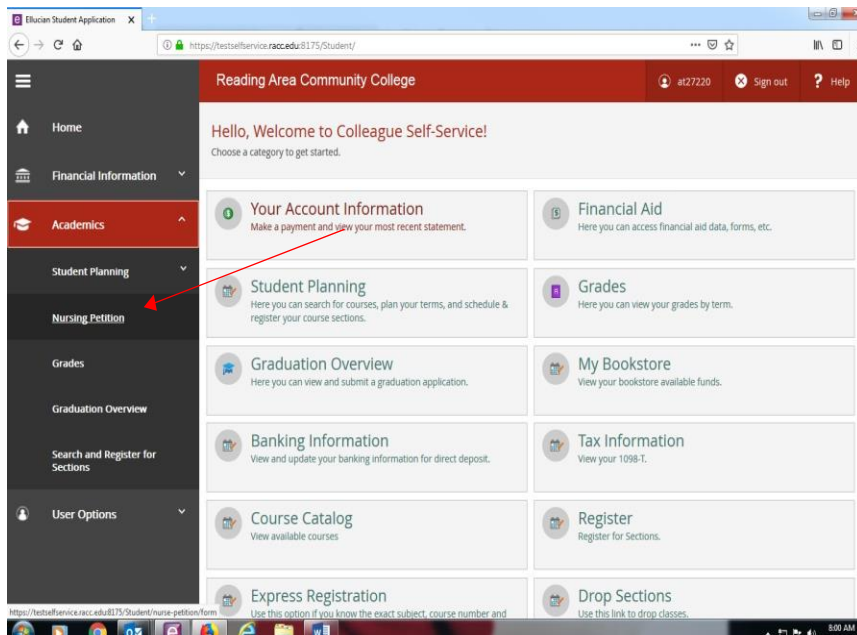 Ellucian Student Application
https://testselfservice.racc.edu:8175/Student/
Reading Area Community College
at27220
Sign out
? Help
Home
Financial Information
Academics
Student Planning
Nursing Petition
Grades
Graduation Overview
Search and Register for
Sections
User Options
Hello, Welcome to Colleague Self-Service!
Choose a category to get started.
Your Account Information
Make a payment and view your most recent statement.
Financial Aid
Here you can access financial aid data, forms, etc.
Student Planning
Here you can search for courses, plan your terms, and schedule &
register your course sections.
Grades
Here you can view your grades by term.
Graduation Overview
Here you can view and submit a graduation application.
My Bookstore
View your bookstore available funds.
Banking Information
View and update your banking information for direct deposit.
Tax Information
View your 1098-T.
Course Catalog
View available courses
Register
Register for Sections.
Express Registration
Use this option if you know the exact subject, course number and
Drop Sections
Use this link to drop classes.
https://testselfservice.racc.edu:8175/Student/nurse-petition/form
8:00 AM